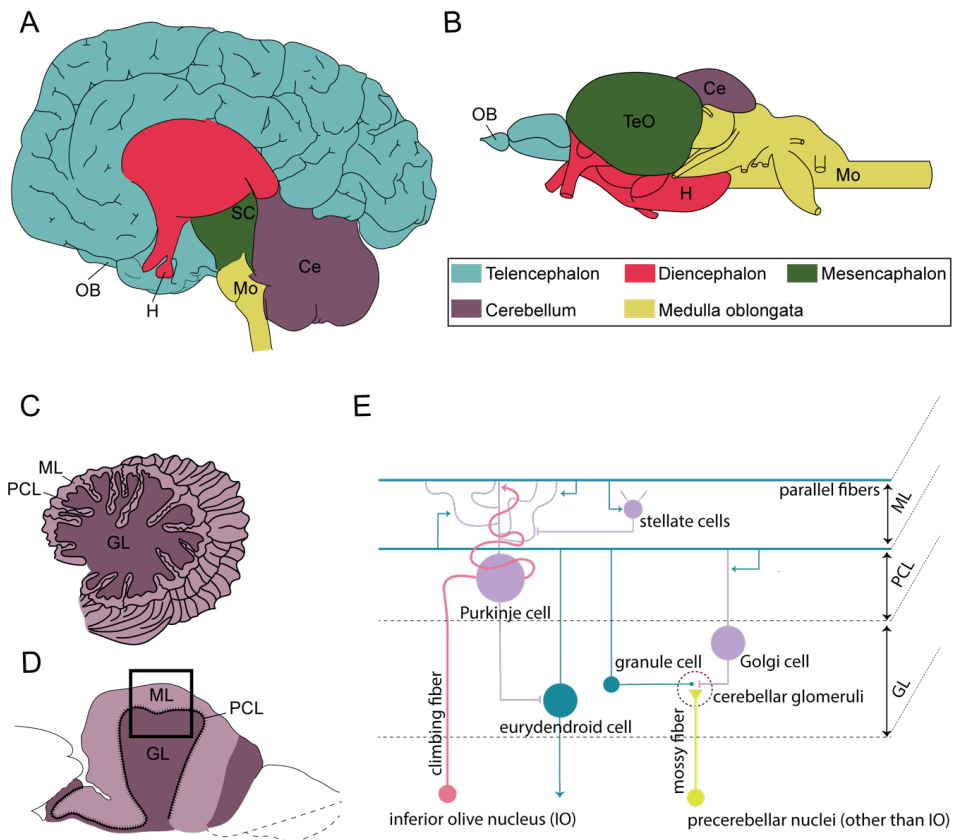 A
SC
Ce
Mo
OB
H
B
OB
Ce
TeO
Mo
H
Telencephalon
Diencephalon
Mesencaphalon
Cerebellum
Medulla oblongata
C
ML
PCL
GL
D
ML
PCL
GL
E
parallel fibers
stellate cells
ML
Purkinje cell
PCL
granule cell
Golgi cell
cerebellar glomeruli
eurydendroid cell
GL
climbing fiber
mossy fiber
inferior olive nucleus (IO)
precerebellar nuclei (other than IO)